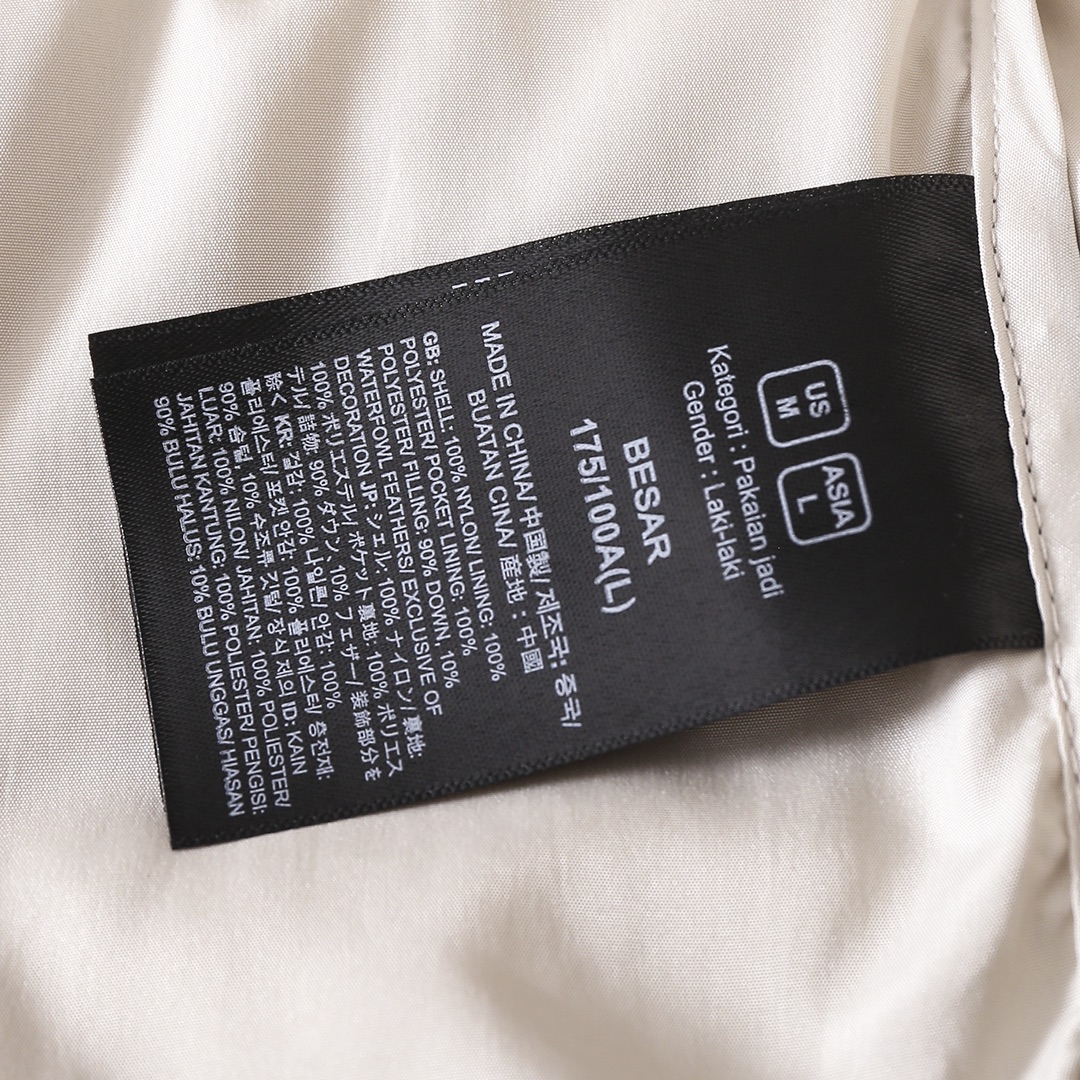 US
M
ASIA
L
Kategori : Pakaian jadi
Gender : Laki-laki
BESAR
175/100A(L)
MADE IN CHINA/ 中国製/ 제조국: 중국/
BUATAN CINA/ 産地 : 中國
GB: SHELL: 100% NYLON/ LINING: 100%
POLYESTER/ POCKET LINING: 100%
POLYESTER/ FILLING: 90% DOWN, 10%
WATERFOWL FEATHERS/ EXCLUSIVE OF
DECORATION JP: シェル: 100% ナイロン/ 裏地:
100% ポリエステル/ ポケット裏地: 100% ポリエス
テル/ 詰物: 90% ダウン, 10% フェザー/ 装飾部分を
除く KR: 겉감: 100% 나일론/ 안감: 100%
폴리에스터/ 포켓 안감: 100% 폴리에스터/ 충전재:
90% 솜털, 10% 수조류 깃털/ 장식 제외 ID: KAIN
LUAR: 100% NILON/ JAHITAN: 100% POLIESTER/
JAHTAN KANTUNG: 100% POLIESTER/ PENGISI:
90% BULU HALUS, 10% BULU UNGGAS/ HIASAN